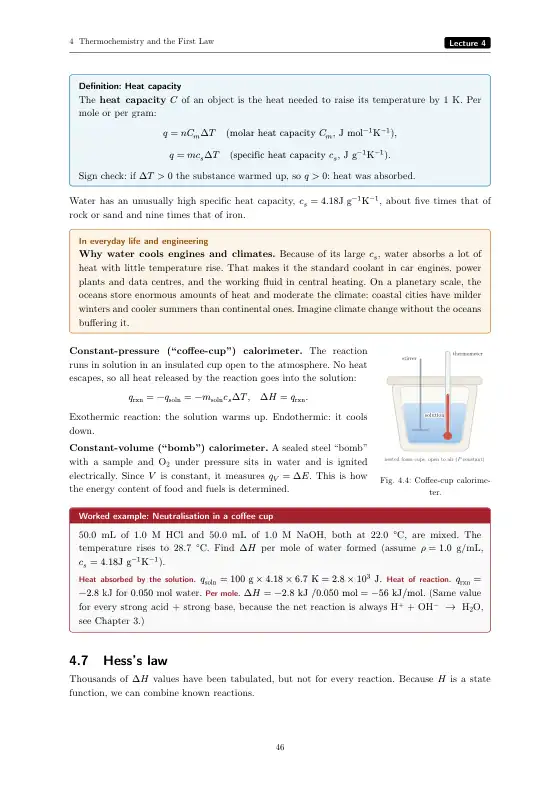 4 Thermochemistry and the First Law
Lecture 4
Definition: Heat capacity
The heat capacity C of an object is the heat needed to raise its temperature by 1 K. Per
mole or per gram:
q = nCₘΔT (molar heat capacity Cₘ, J mol⁻¹K⁻¹),
q = mcₛΔT (specific heat capacity cₛ, J g⁻¹K⁻¹).
Sign check: if ΔT > 0 the substance warmed up, so q > 0: heat was absorbed.
Water has an unusually high specific heat capacity, cₛ = 4.18J g⁻¹K⁻¹, about five times that of
rock or sand and nine times that of iron.
In everyday life and engineering
Why water cools engines and climates. Because of its large cₛ, water absorbs a lot of
heat with little temperature rise. That makes it the standard coolant in car engines, power
plants and data centres, and the working fluid in central heating. On a planetary scale, the
oceans store enormous amounts of heat and moderate the climate: coastal cities have milder
winters and cooler summers than continental ones. Imagine climate change without the oceans
buffering it.
Constant-pressure (“coffee-cup”) calorimeter. The reaction
runs in solution in an insulated cup open to the atmosphere. No heat
escapes, so all heat released by the reaction goes into the solution:
q_rxn = −q_soln = −m_soln cₛΔT, ΔH = q_rxn.
Exothermic reaction: the solution warms up. Endothermic: it cools
down.
Constant-volume (“bomb”) calorimeter. A sealed steel “bomb”
with a sample and O₂ under pressure sits in water and is ignited
electrically. Since V is constant, it measures q_V = ΔE. This is how
the energy content of food and fuels is determined.
thermometer
stirrer
solution
nested foam cups, open to air (P constant)
Fig. 4.4: Coffee-cup calorime-
ter.
Worked example: Neutralisation in a coffee cup
50.0 mL of 1.0 M HCl and 50.0 mL of 1.0 M NaOH, both at 22.0 °C, are mixed. The
temperature rises to 28.7 °C. Find ΔH per mole of water formed (assume ρ = 1.0 g/mL,
cₛ = 4.18J g⁻¹K⁻¹).
Heat absorbed by the solution. q_soln = 100 g × 4.18 × 6.7 K = 2.8 × 10³ J. Heat of reaction. q_rxn =
−2.8 kJ for 0.050 mol water. Per mole. ΔH = −2.8 kJ /0.050 mol = −56 kJ/mol. (Same value
for every strong acid + strong base, because the net reaction is always H⁺ + OH⁻ → H₂O,
see Chapter 3.)
4.7 Hess’s law
Thousands of ΔH values have been tabulated, but not for every reaction. Because H is a state
function, we can combine known reactions.
46